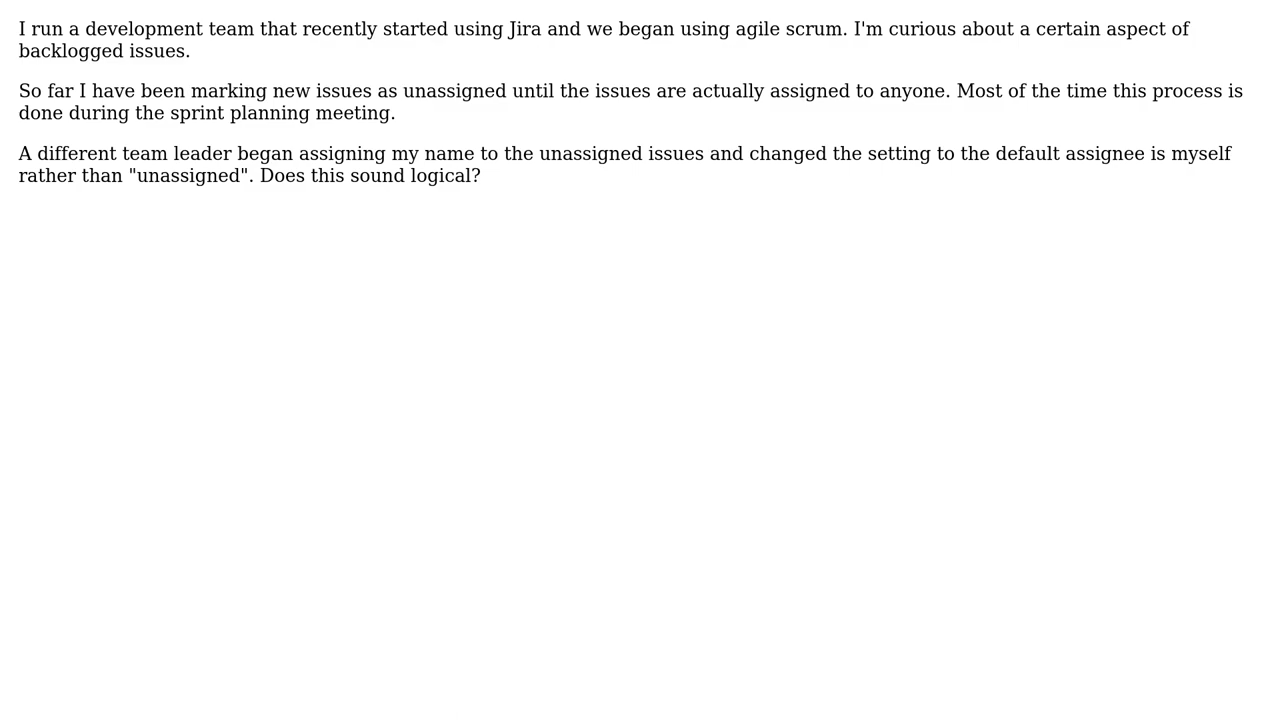 I run a development team that recently started using Jira and we began using agile scrum. I'm curious about a certain aspect of
backlogged issues.
So far I have been marking new issues as unassigned until the issues are actually assigned to anyone. Most of the time this process is
done during the sprint planning meeting.
A different team leader began assigning my name to the unassigned issues and changed the setting to the default assignee is myself
rather than "unassigned". Does this sound logical?